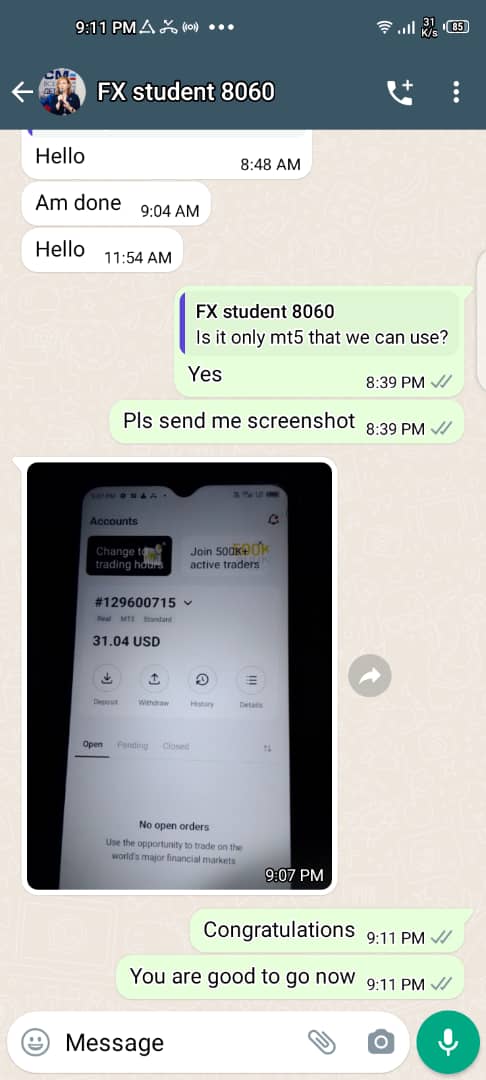 9:11 PM
31
K/s
85
FX student 8060
Hello
8:48 AM
Am done 9:04 AM
Hello 11:54 AM
FX student 8060
Is it only mt5 that we can use?
Yes
8:39 PM
Pls send me screenshot 8:39 PM
Accounts
Change to
trading hours
Join 500K+
active traders
#129600715
Real MT5 Standard
31.04 USD
Deposit Withdraw History Details
Open Pending Closed
No open orders
Use the opportunity to trade on the
world's major financial markets
9:07 PM
Congratulations 9:11 PM
You are good to go now 9:11 PM
Message